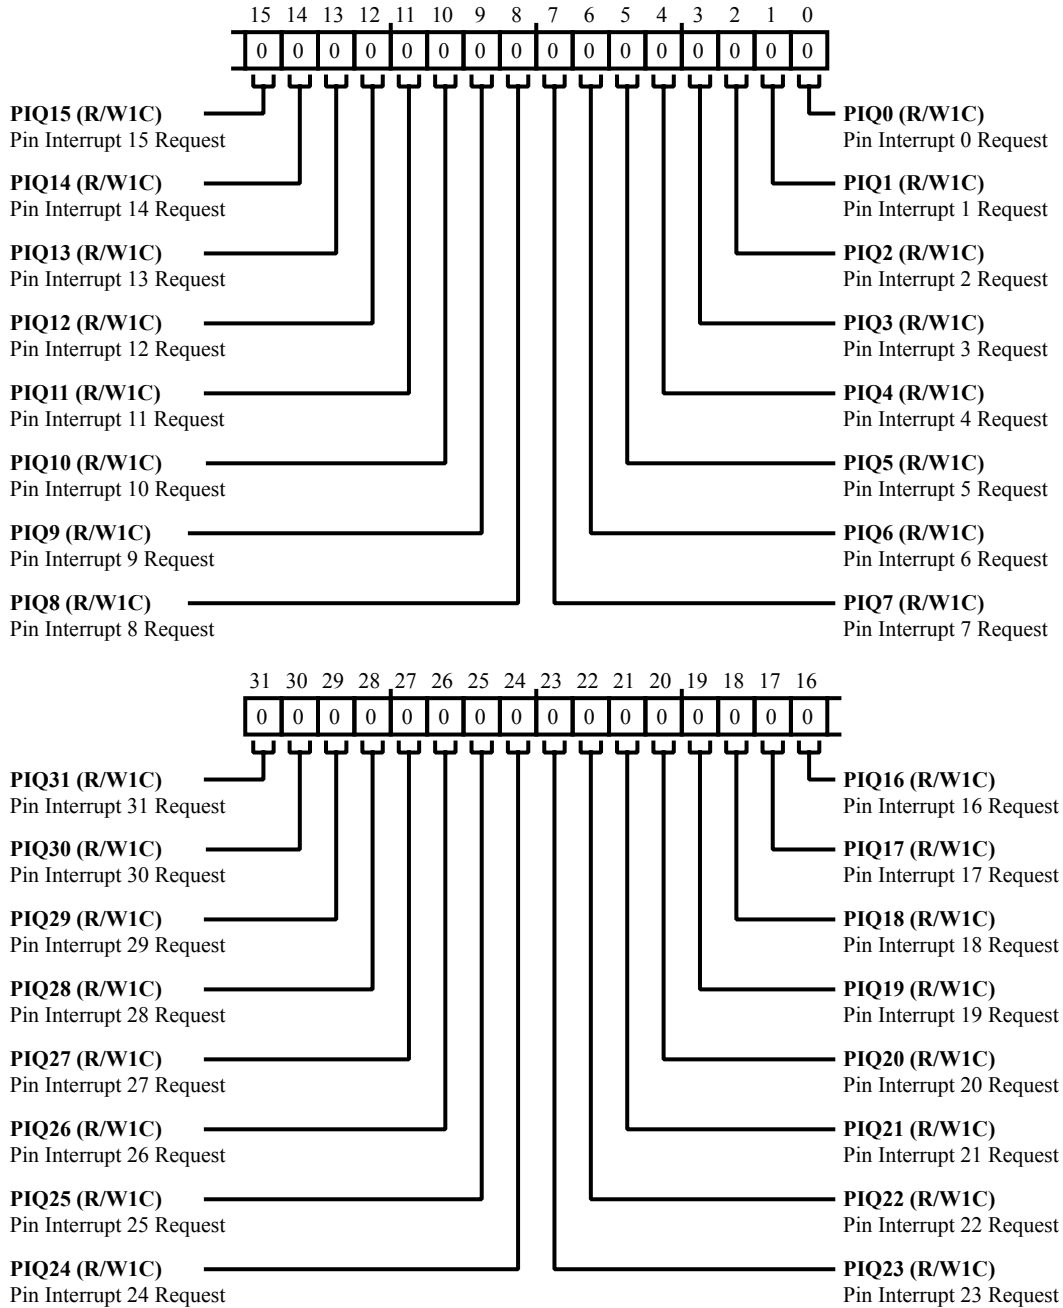 15 14 13 12 11 10 9 8 7 6 5 4 3 2 1 0
0 0 0 0 0 0 0 0 0 0 0 0 0 0 0 0
PIQ15 (R/W1C)
Pin Interrupt 15 Request
PIQ14 (R/W1C)
Pin Interrupt 14 Request
PIQ13 (R/W1C)
Pin Interrupt 13 Request
PIQ12 (R/W1C)
Pin Interrupt 12 Request
PIQ11 (R/W1C)
Pin Interrupt 11 Request
PIQ10 (R/W1C)
Pin Interrupt 10 Request
PIQ9 (R/W1C)
Pin Interrupt 9 Request
PIQ8 (R/W1C)
Pin Interrupt 8 Request
PIQ0 (R/W1C)
Pin Interrupt 0 Request
PIQ1 (R/W1C)
Pin Interrupt 1 Request
PIQ2 (R/W1C)
Pin Interrupt 2 Request
PIQ3 (R/W1C)
Pin Interrupt 3 Request
PIQ4 (R/W1C)
Pin Interrupt 4 Request
PIQ5 (R/W1C)
Pin Interrupt 5 Request
PIQ6 (R/W1C)
Pin Interrupt 6 Request
PIQ7 (R/W1C)
Pin Interrupt 7 Request
31 30 29 28 27 26 25 24 23 22 21 20 19 18 17 16
0 0 0 0 0 0 0 0 0 0 0 0 0 0 0 0
PIQ31 (R/W1C)
Pin Interrupt 31 Request
PIQ30 (R/W1C)
Pin Interrupt 30 Request
PIQ29 (R/W1C)
Pin Interrupt 29 Request
PIQ28 (R/W1C)
Pin Interrupt 28 Request
PIQ27 (R/W1C)
Pin Interrupt 27 Request
PIQ26 (R/W1C)
Pin Interrupt 26 Request
PIQ25 (R/W1C)
Pin Interrupt 25 Request
PIQ24 (R/W1C)
Pin Interrupt 24 Request
PIQ16 (R/W1C)
Pin Interrupt 16 Request
PIQ17 (R/W1C)
Pin Interrupt 17 Request
PIQ18 (R/W1C)
Pin Interrupt 18 Request
PIQ19 (R/W1C)
Pin Interrupt 19 Request
PIQ20 (R/W1C)
Pin Interrupt 20 Request
PIQ21 (R/W1C)
Pin Interrupt 21 Request
PIQ22 (R/W1C)
Pin Interrupt 22 Request
PIQ23 (R/W1C)
Pin Interrupt 23 Request